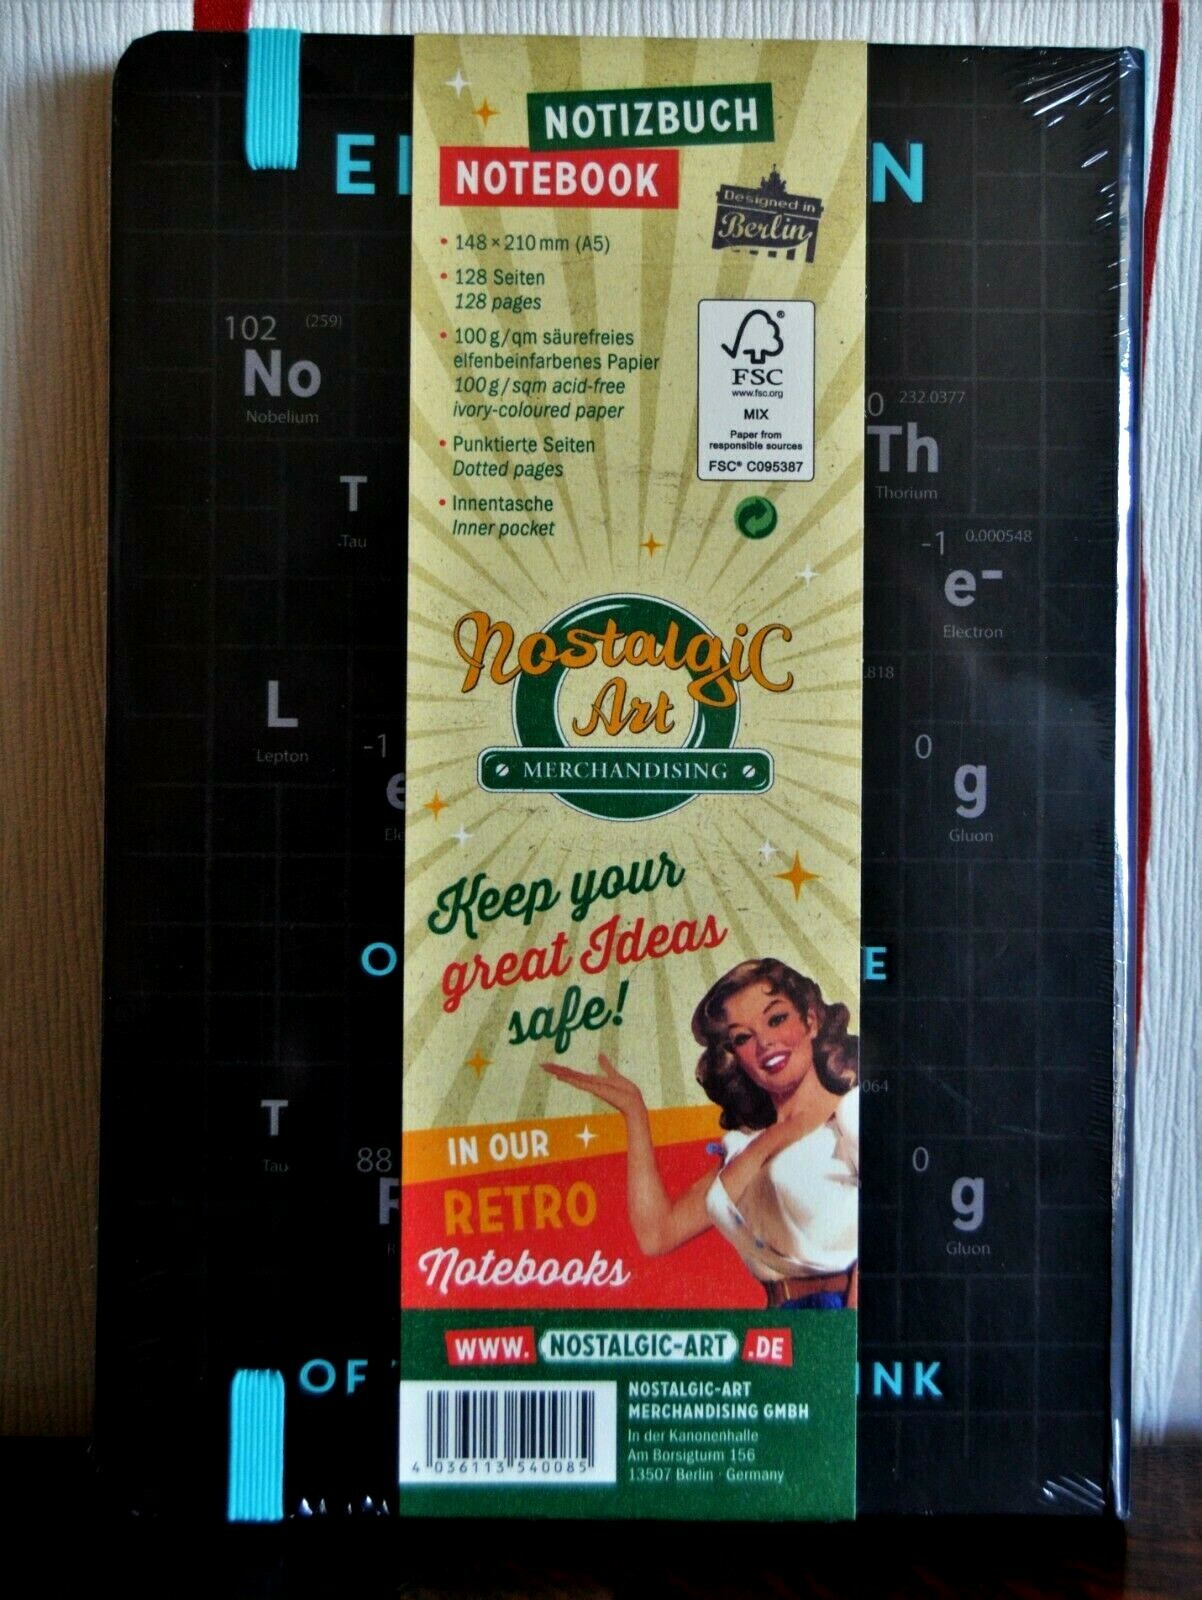 NOTIZBUCH
NOTEBOOK
Designed in
Berlin
• 148 × 210 mm (A5)
• 128 Seiten
128 pages
• 100 g/qm säurefreies
elfenbeinfarbenes Papier
100 g/sqm acid-free
ivory-coloured paper
• Punktierte Seiten
Dotted pages
• Innentasche
Inner pocket
FSC®
www.fsc.org
MIX
Paper from
responsible sources
FSC® C095387
Nostalgic
Art
MERCHANDISING
Keep your
great Ideas
safe!
IN OUR
RETRO
Notebooks
WWW. NOSTALGIC-ART .DE
4 036113 540085
NOSTALGIC-ART
MERCHANDISING GMBH
In der Kanonenhalle
Am Borsigturm 156
13507 Berlin · Germany
102 (259)
No
Nobelium
T
Tau
L
Lepton
-1
e
T
Tau
88
232.0377
Th
Thorium
-1 0.000548
e-
Electron
.818
0
g
Gluon
064
0
g
Gluon
OF